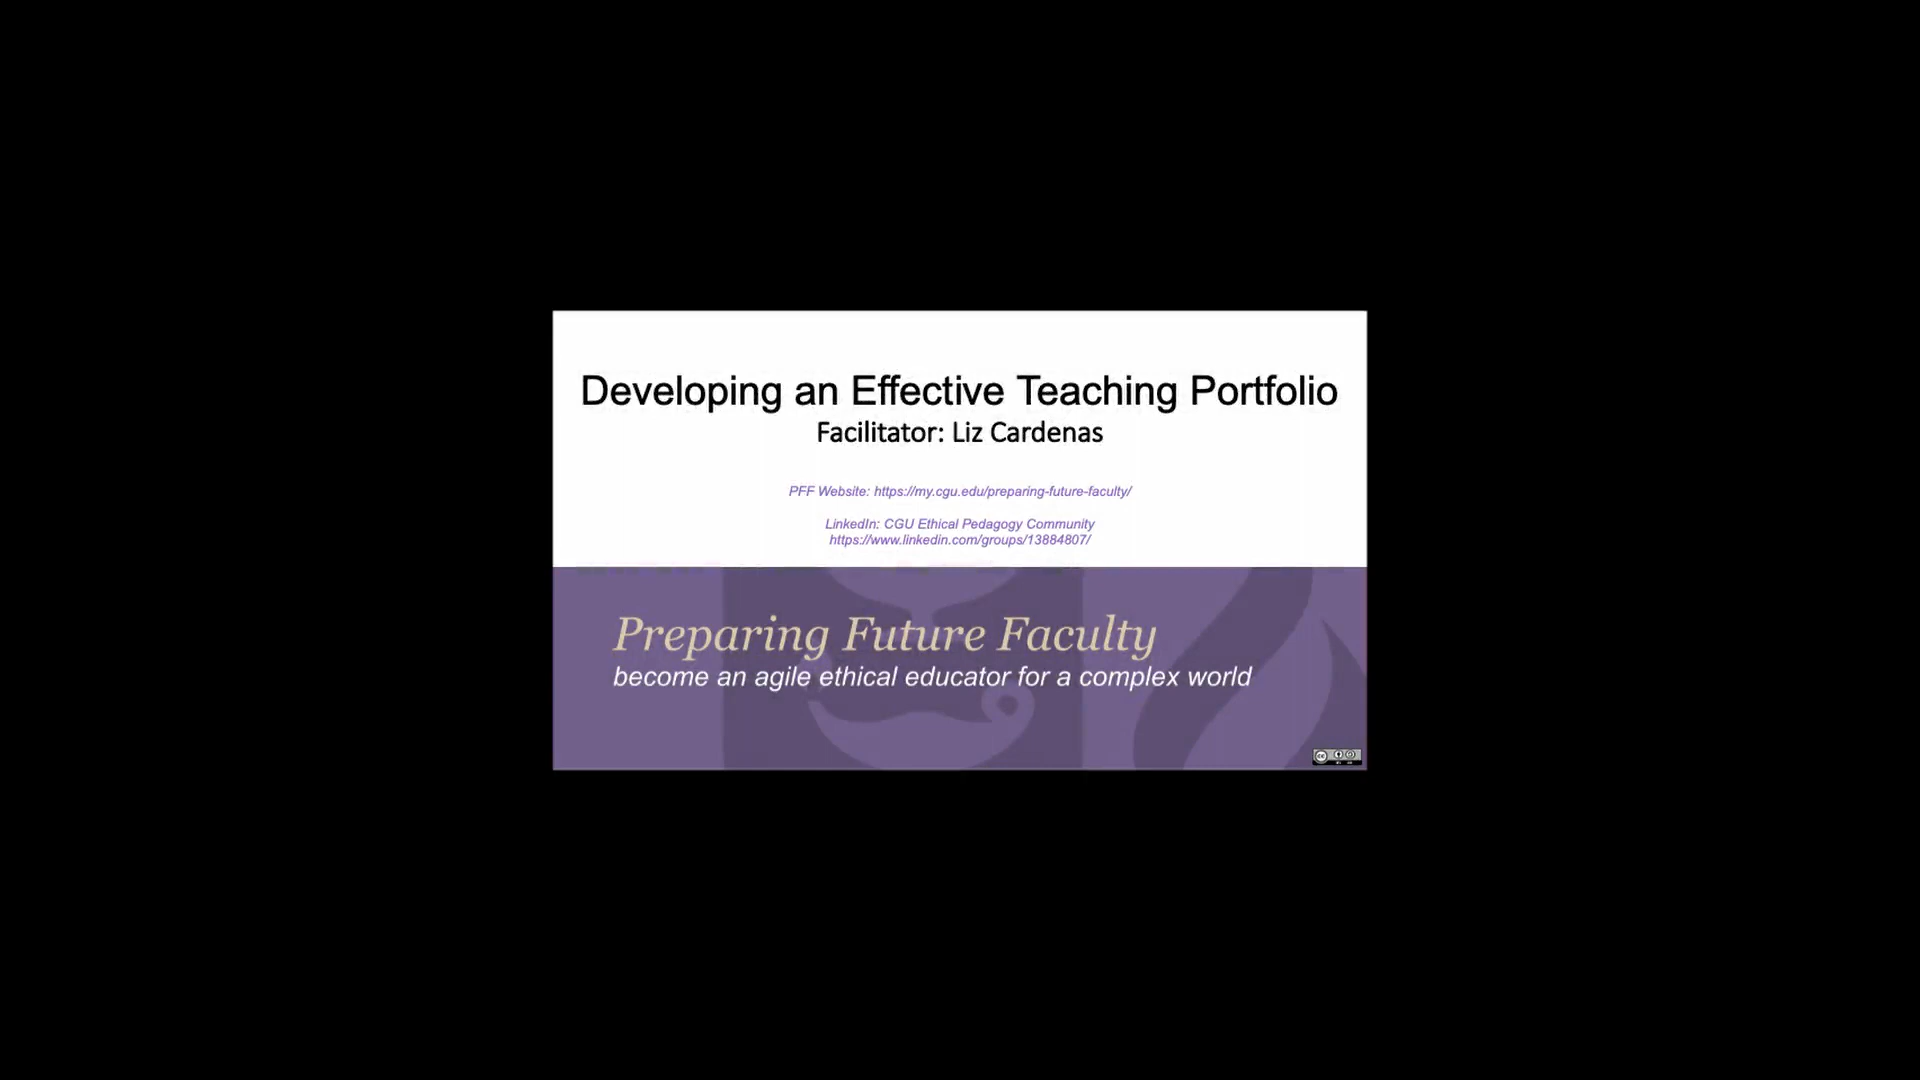 Developing an Effective Teaching Portfolio
Facilitator: Liz Cardenas
PFF Website: https://my.cgu.edu/preparing-future-faculty/
LinkedIn: CGU Ethical Pedagogy Community
https://www.linkedin.com/groups/13884807/
Preparing Future Faculty
become an agile ethical educator for a complex world